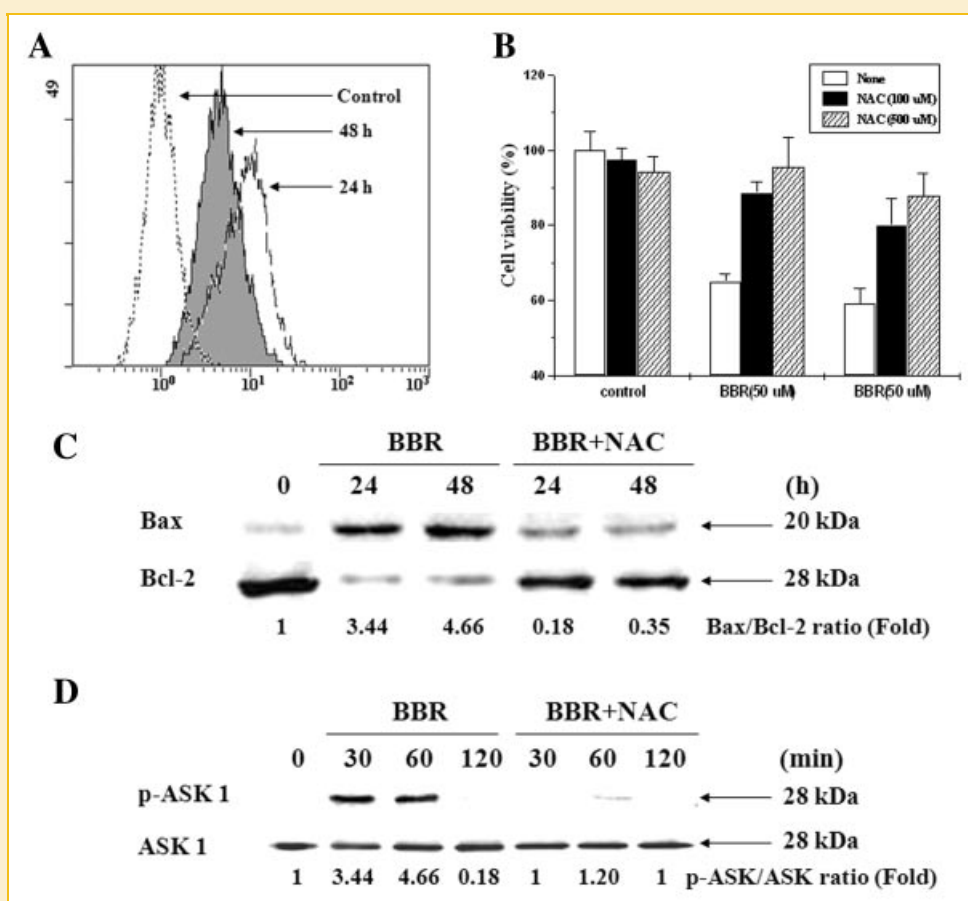 A
49
Control
48 h
24 h
10⁰ 10¹ 10² 10³
B
None
NAC(100 uM)
NAC(500 uM)
Cell viability (%)
120
100
80
60
40
control BBR(50 uM) BBR(50 uM)
C
BBR BBR+NAC
0 24 48 24 48 (h)
Bax 20 kDa
Bcl-2 28 kDa
1 3.44 4.66 0.18 0.35 Bax/Bcl-2 ratio (Fold)
D
BBR BBR+NAC
0 30 60 120 30 60 120 (min)
p-ASK 1 28 kDa
ASK 1 28 kDa
1 3.44 4.66 0.18 1 1.20 1 p-ASK/ASK ratio (Fold)